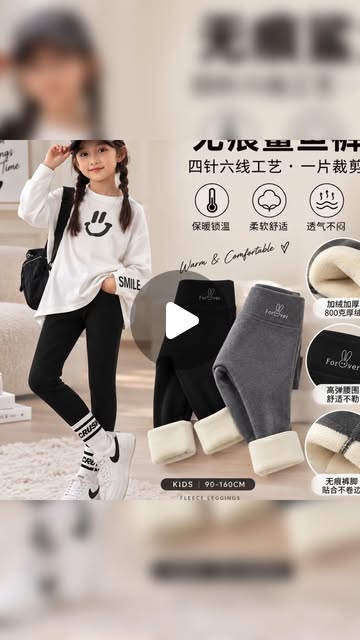 无痕鲨鱼裤
四针六线工艺·一片裁剪
保暖锁温
柔软舒适
透气不闷
Warm & Comfortable
SMILE
加绒加厚
800克厚绒
高弹腰围
舒适不勒
无痕裤脚
贴合不卷边
KIDS | 90-160CM
FLEECE LEGGINGS